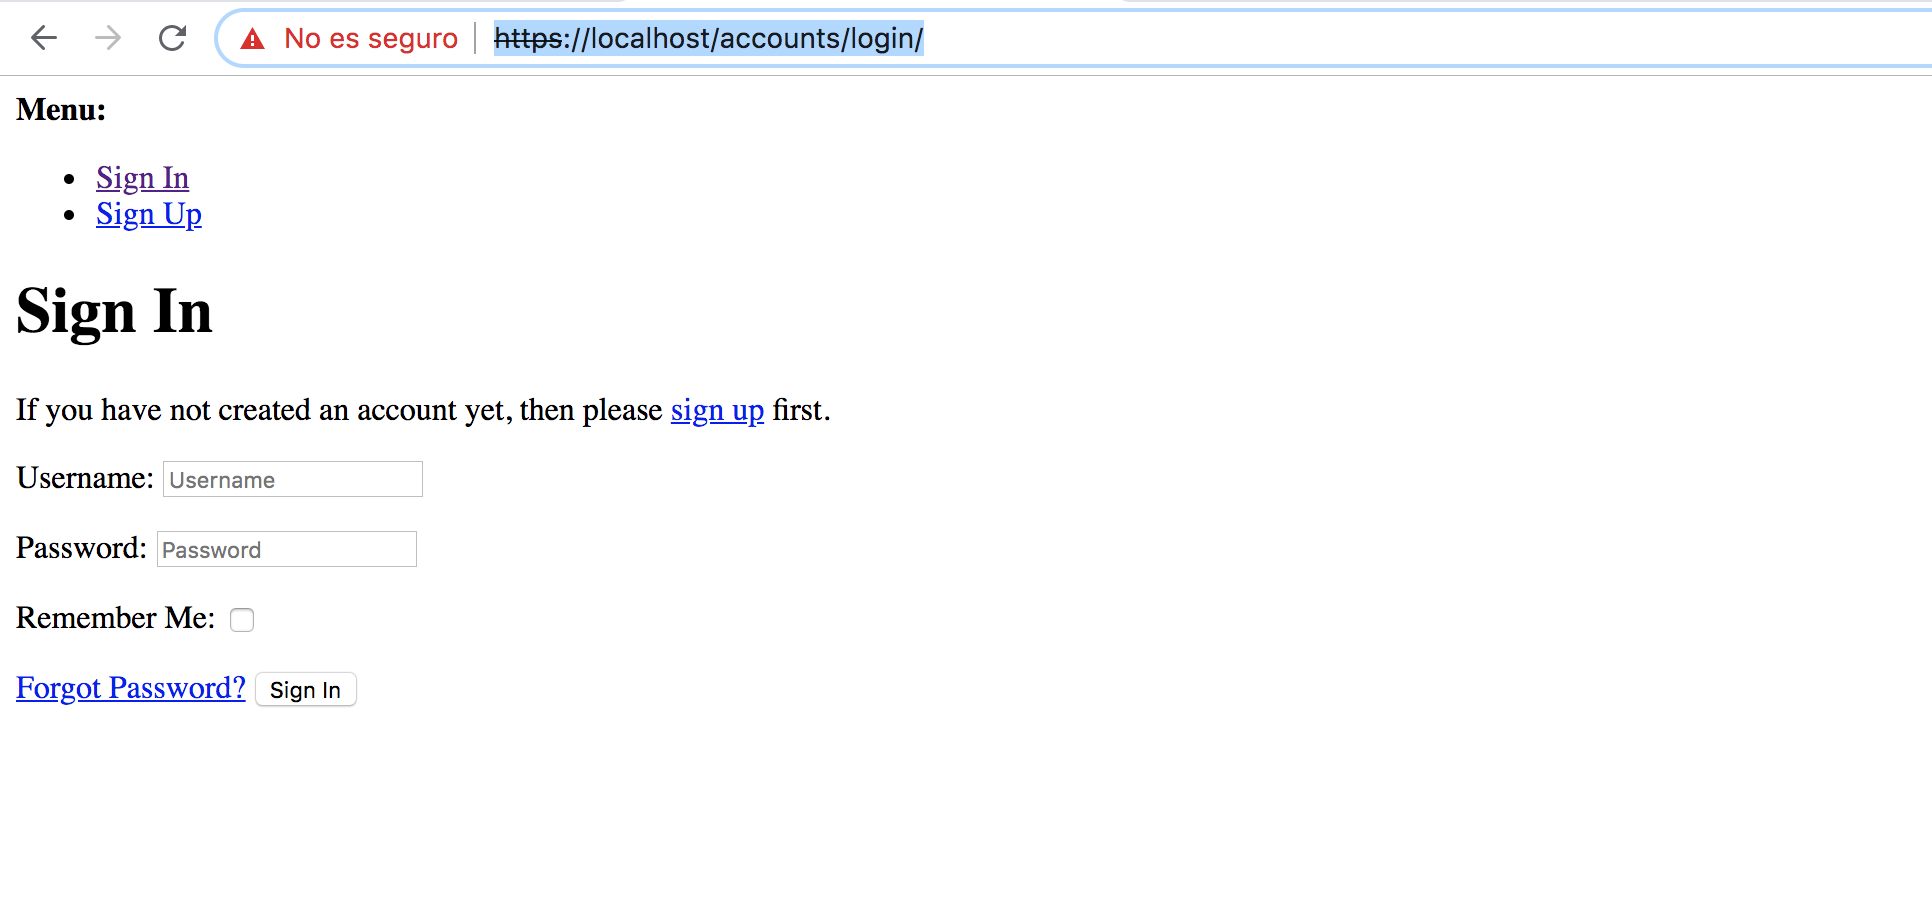 No es seguro | https://localhost/accounts/login/
Menu:
• Sign In
• Sign Up
Sign In
If you have not created an account yet, then please sign up first.
Username: Username
Password: Password
Remember Me:
Forgot Password? Sign In